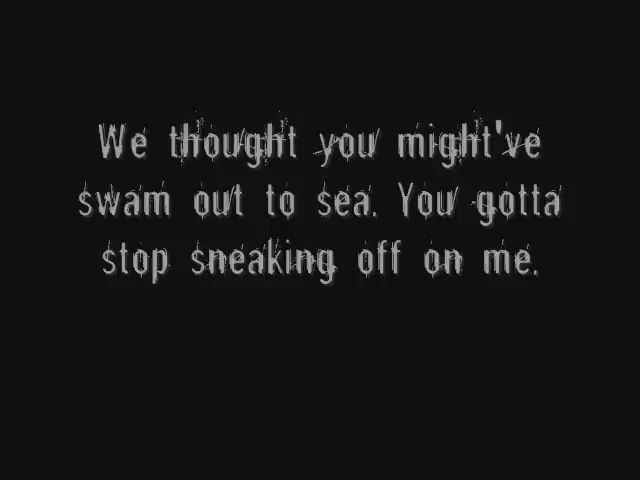 We thought you might've
swam out to sea. You gotta
stop sneaking off on me.